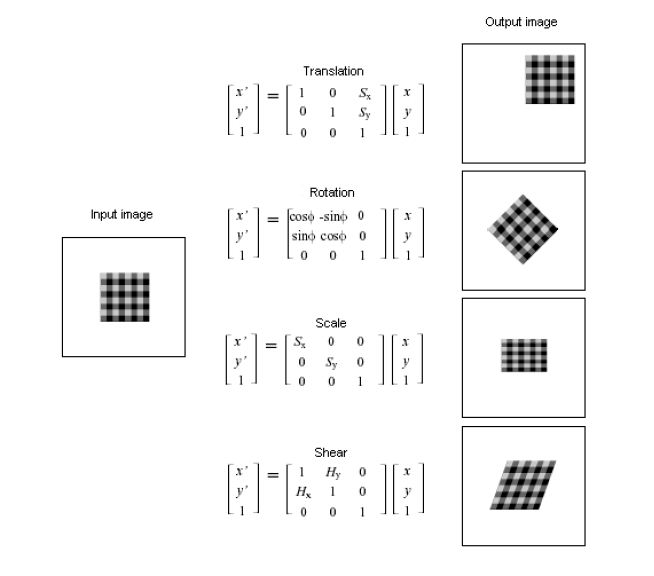 Output image
Translation
x' = 1 0 Sx x
y' 0 1 Sy y
1 0 0 1 1
Rotation
x' = cosϕ -sinϕ 0 x
y' sinϕ cosϕ 0 y
1 0 0 1 1
Input image
Scale
x' = Sx 0 0 x
y' 0 Sy 0 y
1 0 0 1 1
Shear
x' = 1 Hy 0 x
y' Hx 1 0 y
1 0 0 1 1